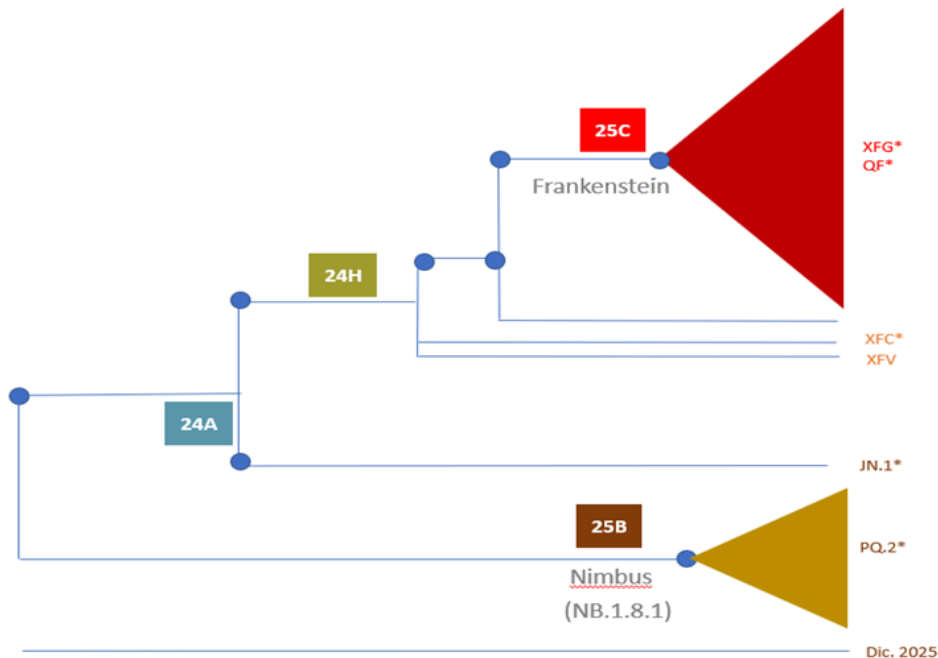 25C
Frankenstein
XFG*
QF*
24H
XFC*
XFV
24A
JN.1*
25B
Nimbus
(NB.1.8.1)
PQ.2*
Dic. 2025